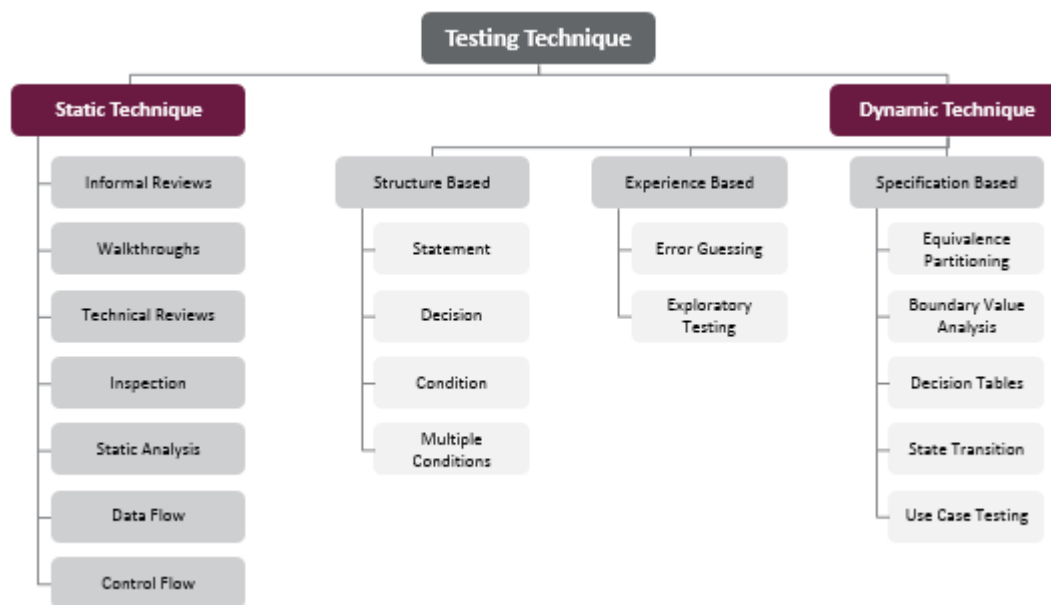 Testing Technique
Static Technique
Dynamic Technique
Informal Reviews
Walkthroughs
Technical Reviews
Inspection
Static Analysis
Data Flow
Control Flow
Structure Based
Statement
Decision
Condition
Multiple
Conditions
Experience Based
Error Guessing
Exploratory
Testing
Specification Based
Equivalence
Partitioning
Boundary Value
Analysis
Decision Tables
State Transition
Use Case Testing